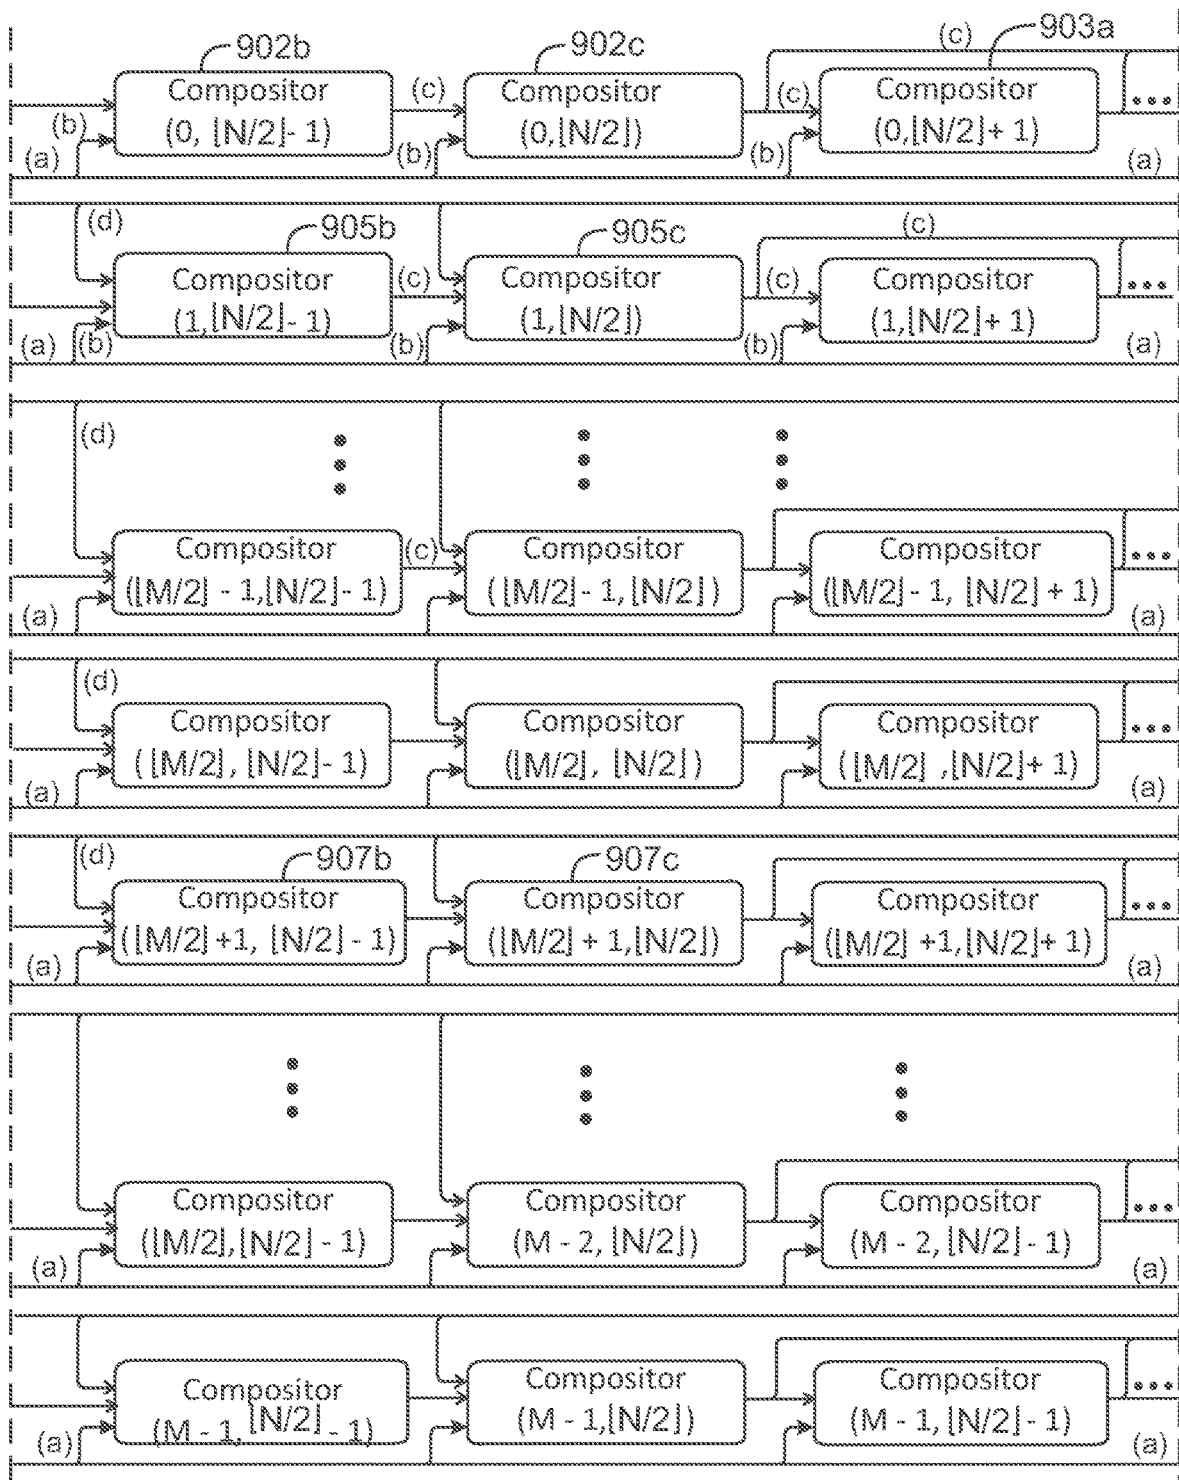 902b 902c (c) 903a
Compositor (c) Compositor (c) Compositor
(b) (0, ⌊N/2⌋- 1) (0,⌊N/2⌋) (0,⌊N/2⌋+ 1)
(a) (b) (b) (a)
(d) 905b 905c (c)
Compositor (c) Compositor (c) Compositor
(1,⌊N/2⌋- 1) (1,⌊N/2⌋) (1,⌊N/2⌋+ 1)
(a) (b) (b) (b) (a)
(d)
Compositor (c) Compositor Compositor
(⌊M/2⌋ - 1,⌊N/2⌋- 1) (⌊M/2⌋- 1, ⌊N/2⌋) (⌊M/2⌋- 1, ⌊N/2⌋ + 1)
(a) (a)
(d)
Compositor Compositor Compositor
(⌊M/2⌋, ⌊N/2⌋- 1) (⌊M/2⌋, ⌊N/2⌋) (⌊M/2⌋ ,⌊N/2⌋+ 1)
(a) (a)
(d) 907b 907c
Compositor Compositor Compositor
(⌊M/2⌋ +1, ⌊N/2⌋ - 1) (⌊M/2⌋ + 1,⌊N/2⌋) (⌊M/2⌋ +1,⌊N/2⌋+ 1)
(a) (a)
Compositor Compositor Compositor
(⌊M/2⌋,⌊N/2⌋ - 1) (M - 2, ⌊N/2⌋) (M - 2, ⌊N/2⌋ - 1)
(a) (a)
Compositor Compositor Compositor
(M - 1, ⌊N/2⌋ - 1) (M - 1,⌊N/2⌋) (M - 1, ⌊N/2⌋ - 1)
(a) (a)